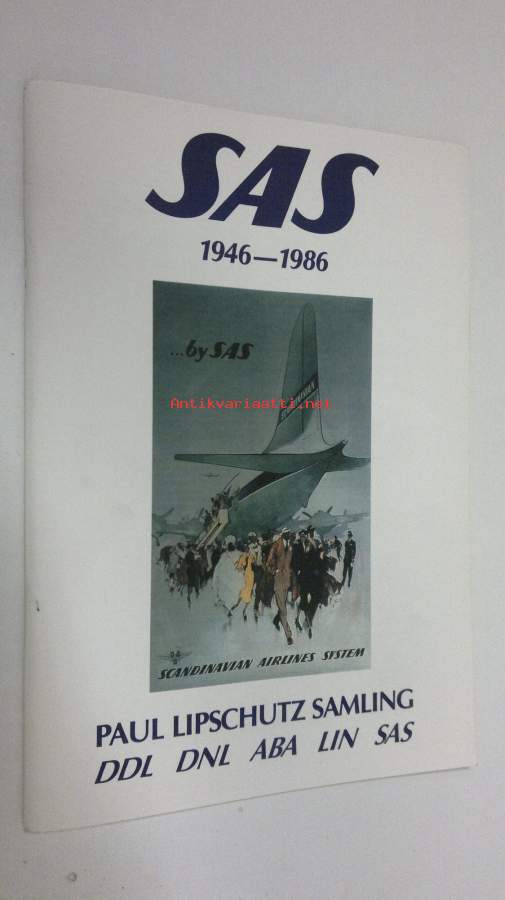 SAS
1946—1986
...by SAS
Antikvariaatti.net
SCANDINAVIAN AIRLINES SYSTEM
PAUL LIPSCHUTZ SAMLING
DDL DNL ABA LIN SAS